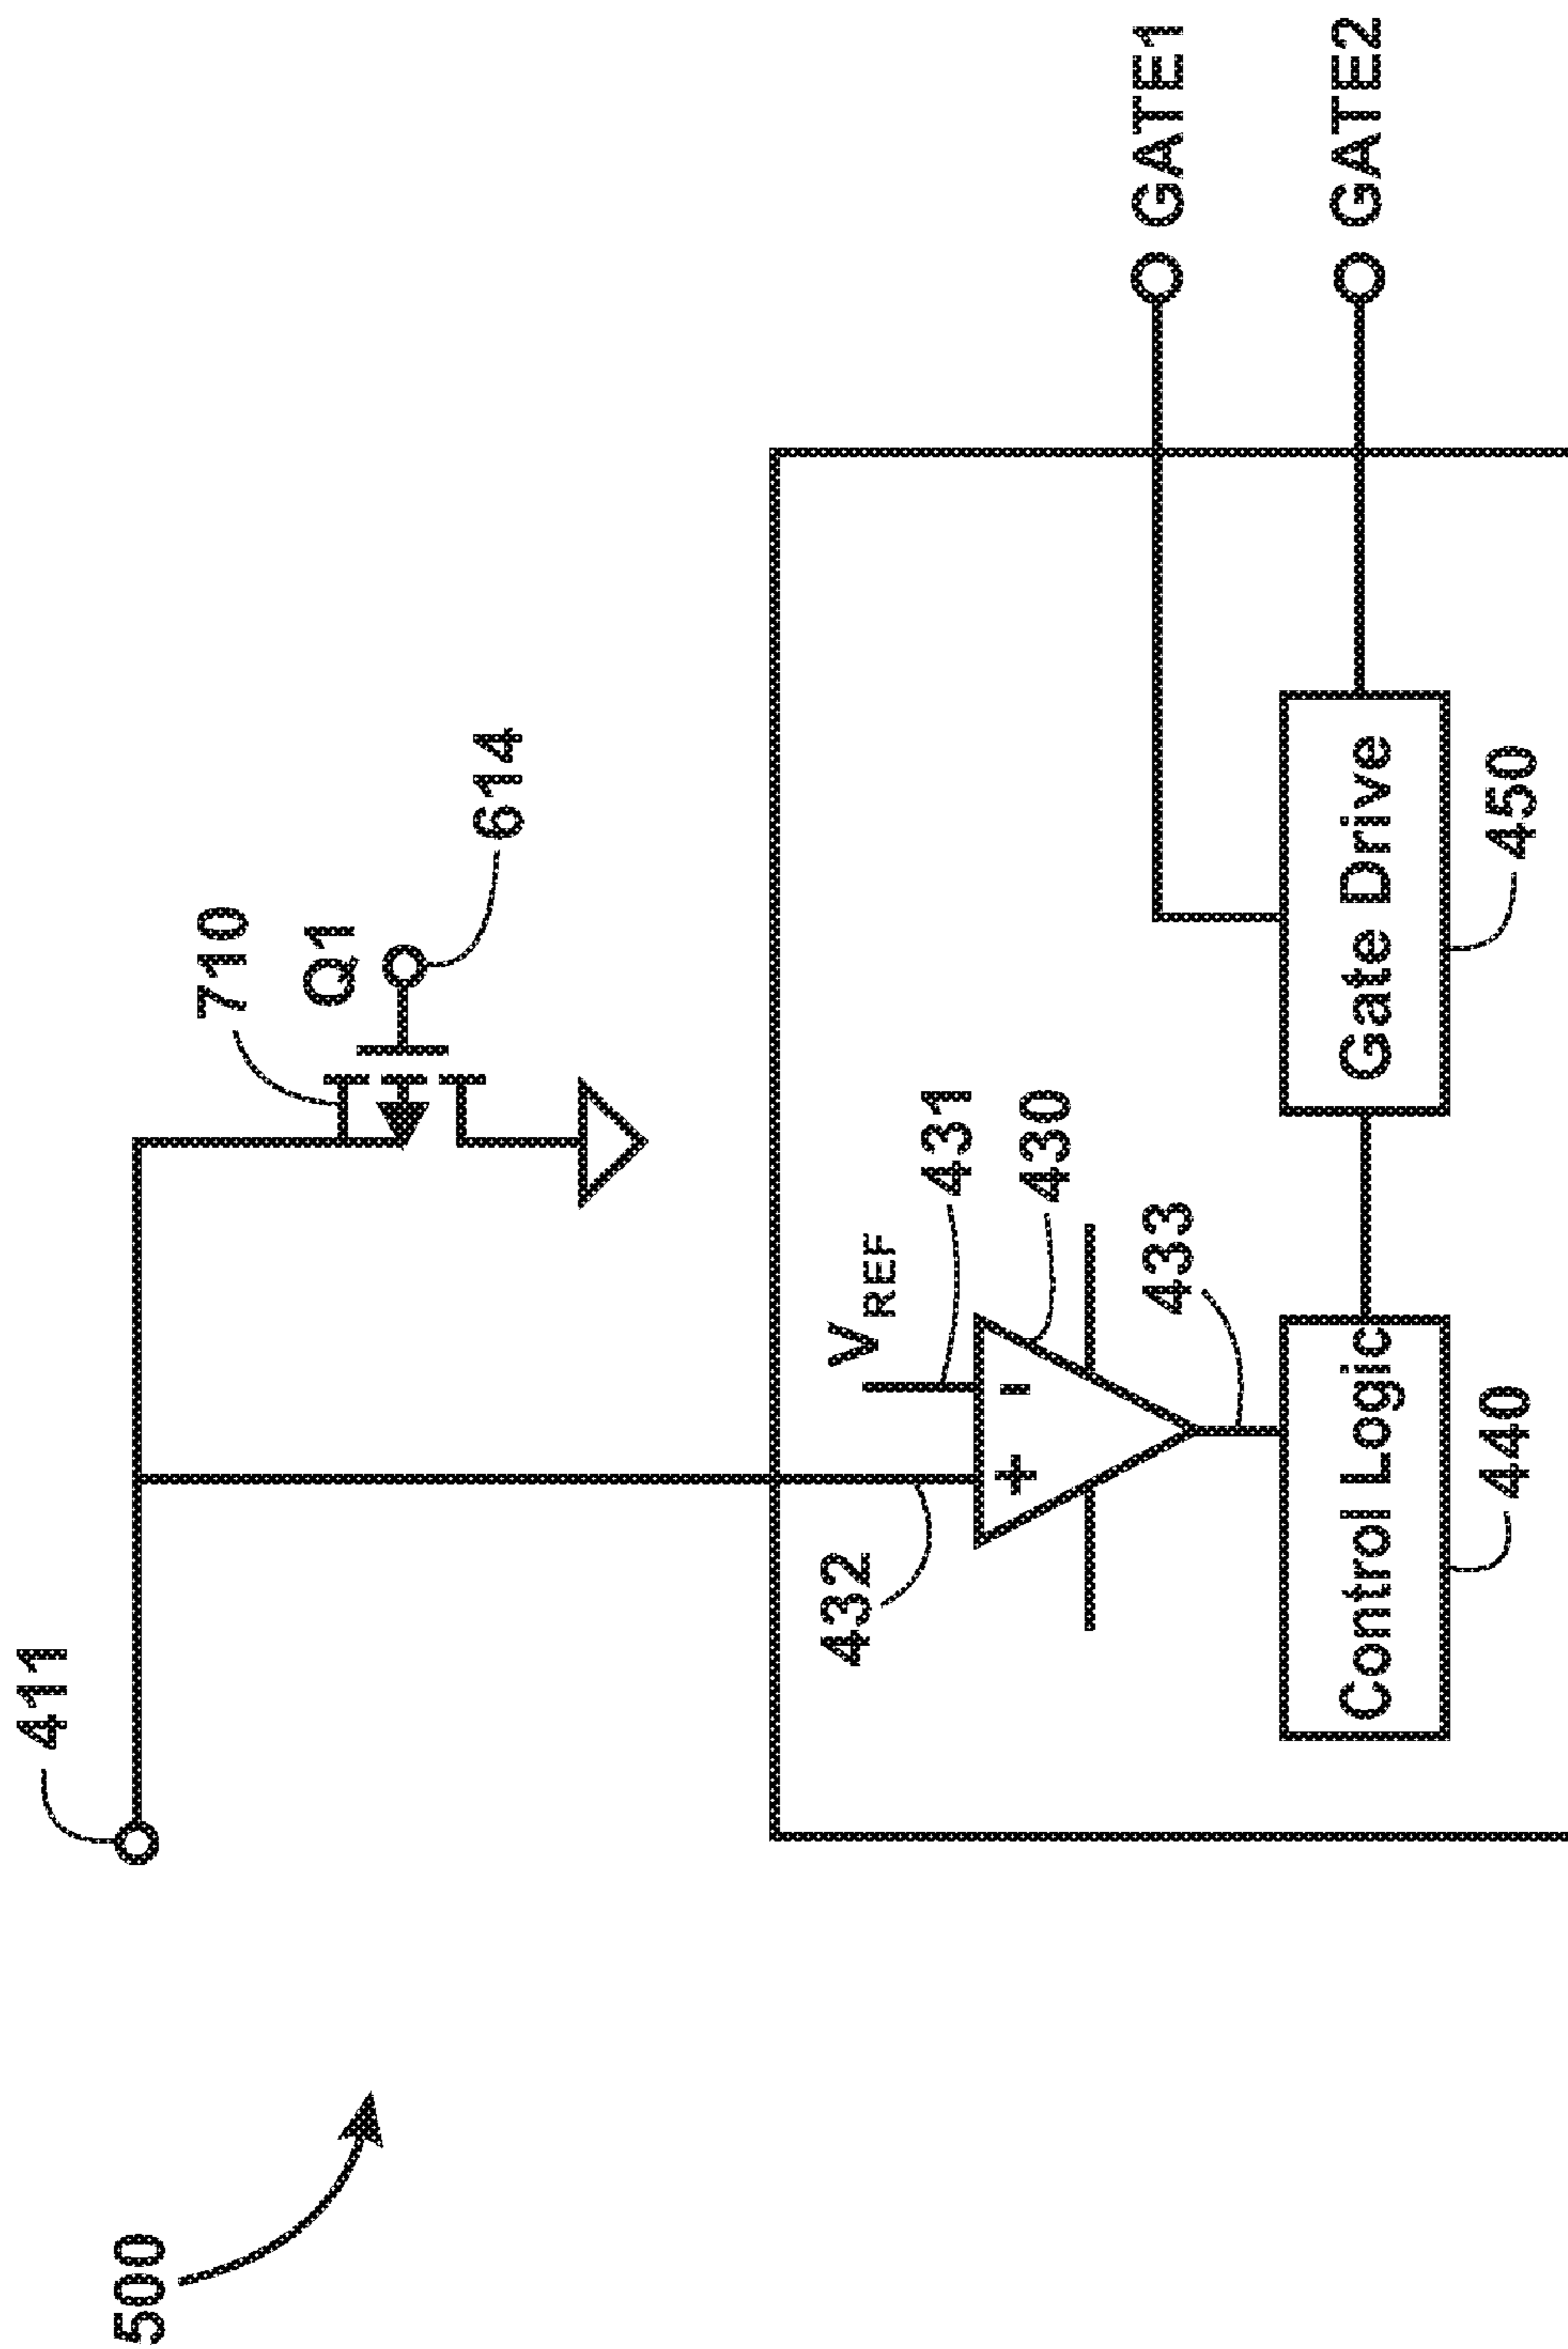 500
411
710
Q1
614
432
VREF
431
430
433
Control Logic
440
Gate Drive
450
GATE1
GATE2